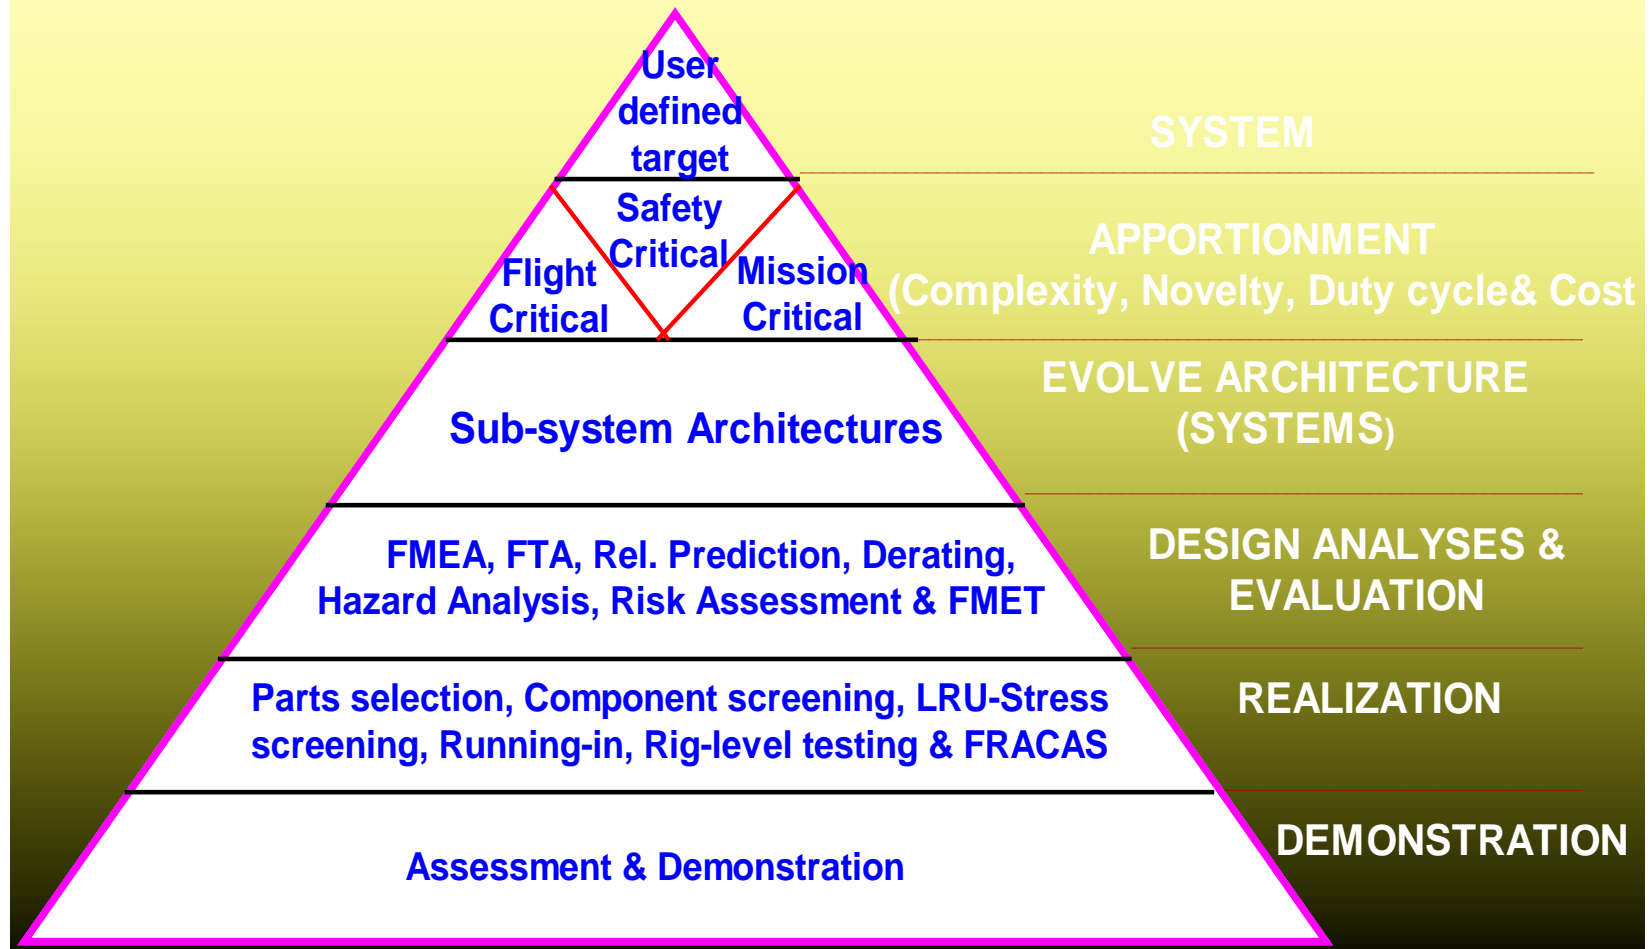 User
defined
target
SYSTEM
Safety
Critical
Flight
Critical
Mission
Critical
APPORTIONMENT
(Complexity, Novelty, Duty cycle& Cost
Sub-system Architectures
EVOLVE ARCHITECTURE
(SYSTEMS)
FMEA, FTA, Rel. Prediction, Derating,
Hazard Analysis, Risk Assessment & FMET
DESIGN ANALYSES &
EVALUATION
Parts selection, Component screening, LRU-Stress
screening, Running-in, Rig-level testing & FRACAS
REALIZATION
Assessment & Demonstration
DEMONSTRATION